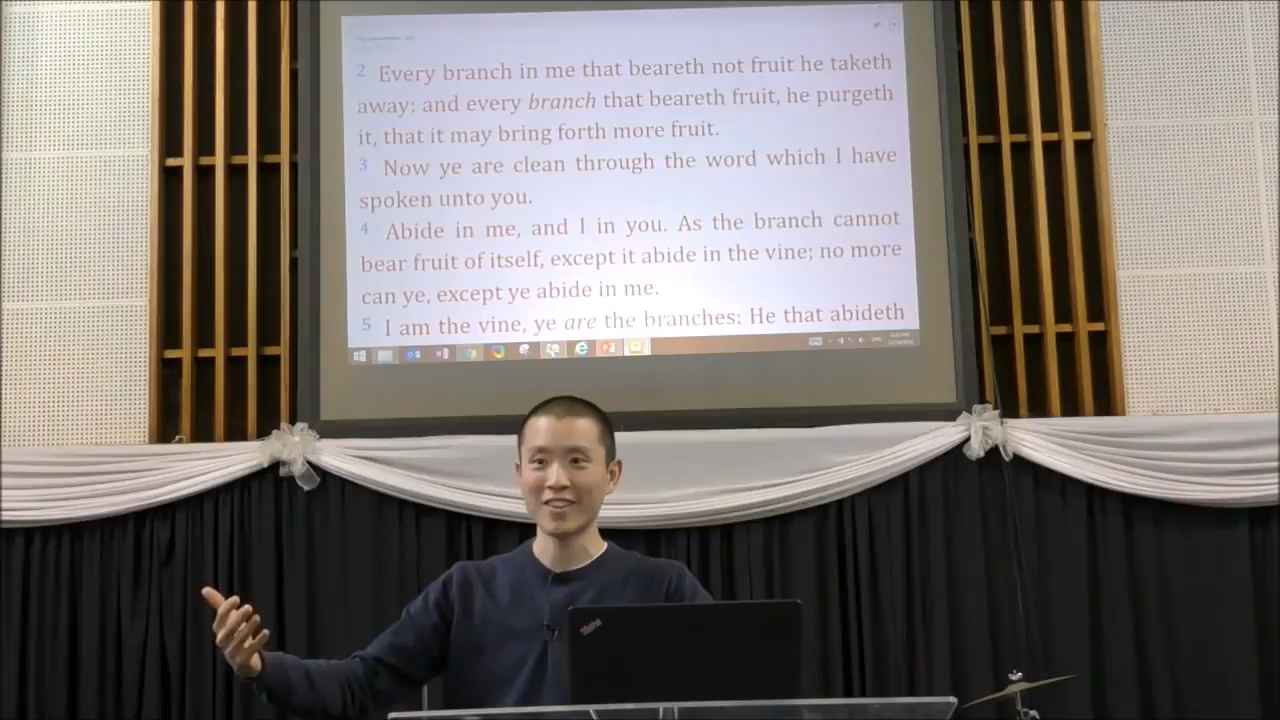 2 Every branch in me that beareth not fruit he taketh
away: and every branch that beareth fruit, he purgeth
it, that it may bring forth more fruit.
3 Now ye are clean through the word which I have
spoken unto you.
4 Abide in me, and I in you. As the branch cannot
bear fruit of itself, except it abide in the vine; no more
can ye, except ye abide in me.
5 I am the vine, ye are the branches: He that abideth
ThinkPad